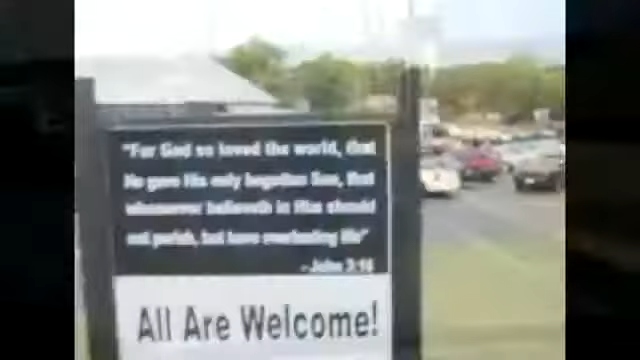 "For God so loved the world, that
He gave His only begotten Son, that
whosoever believeth in Him should
not perish, but have everlasting life"
- John 3:16
All Are Welcome!